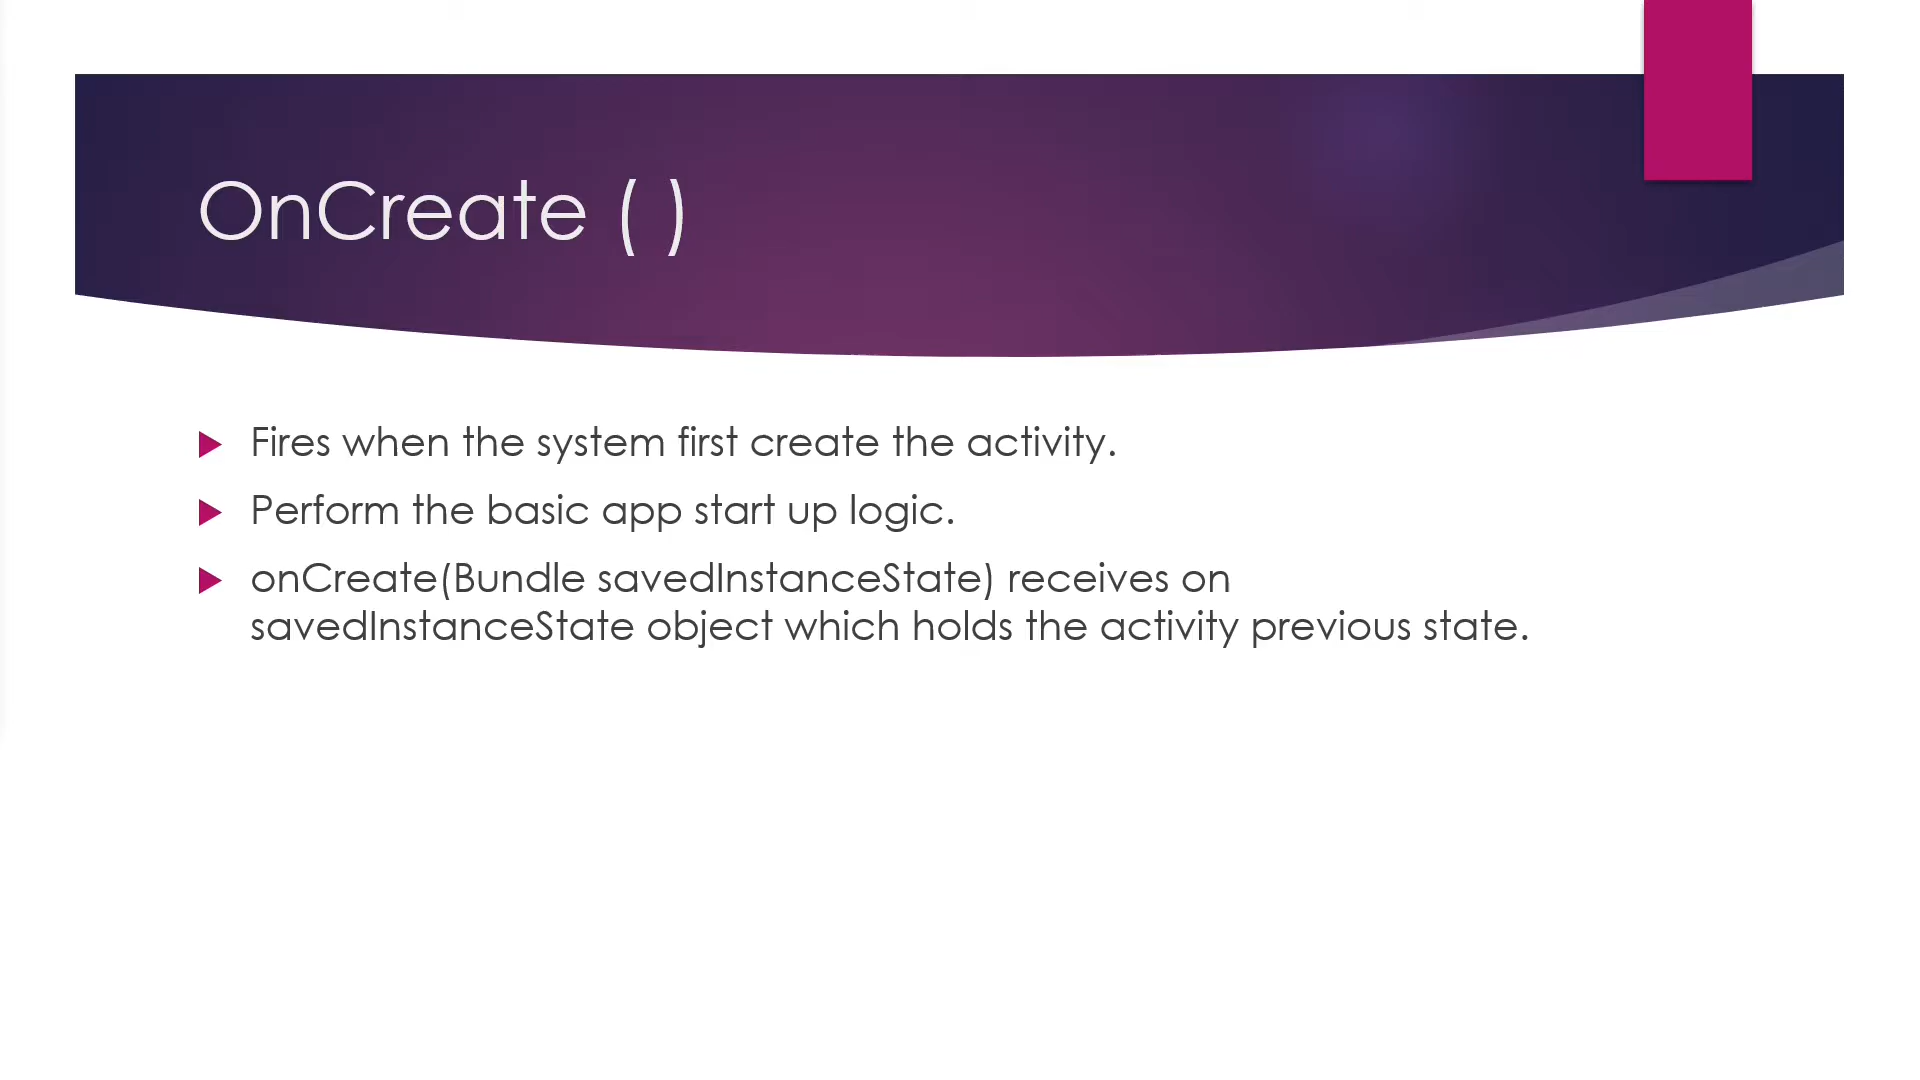 OnCreate ( )
Fires when the system first create the activity.
Perform the basic app start up logic.
onCreate(Bundle savedInstanceState) receives on
savedInstanceState object which holds the activity previous state.